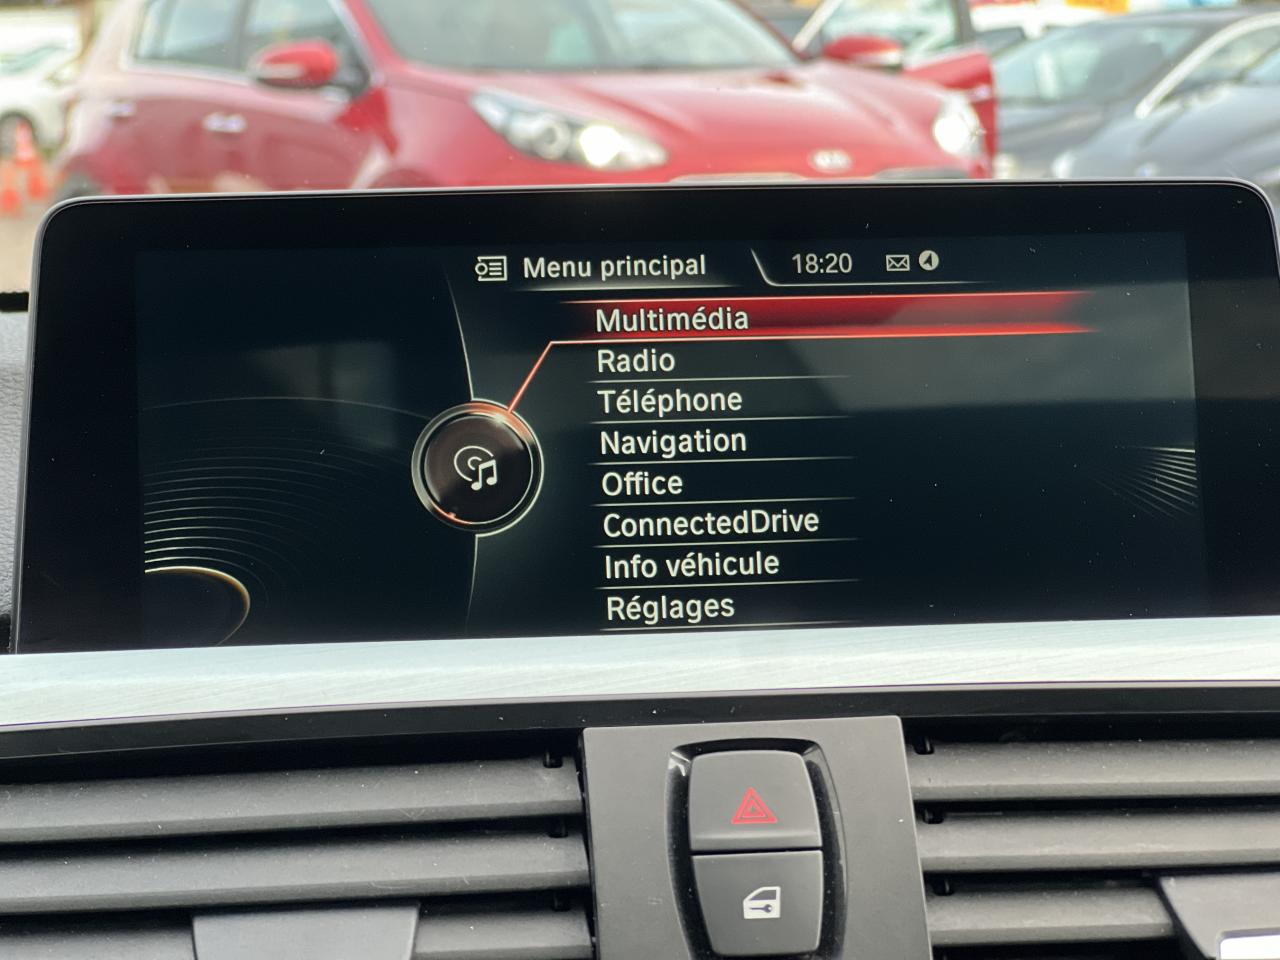 Menu principal 18:20
Multimédia
Radio
Téléphone
Navigation
Office
ConnectedDrive
Info véhicule
Réglages